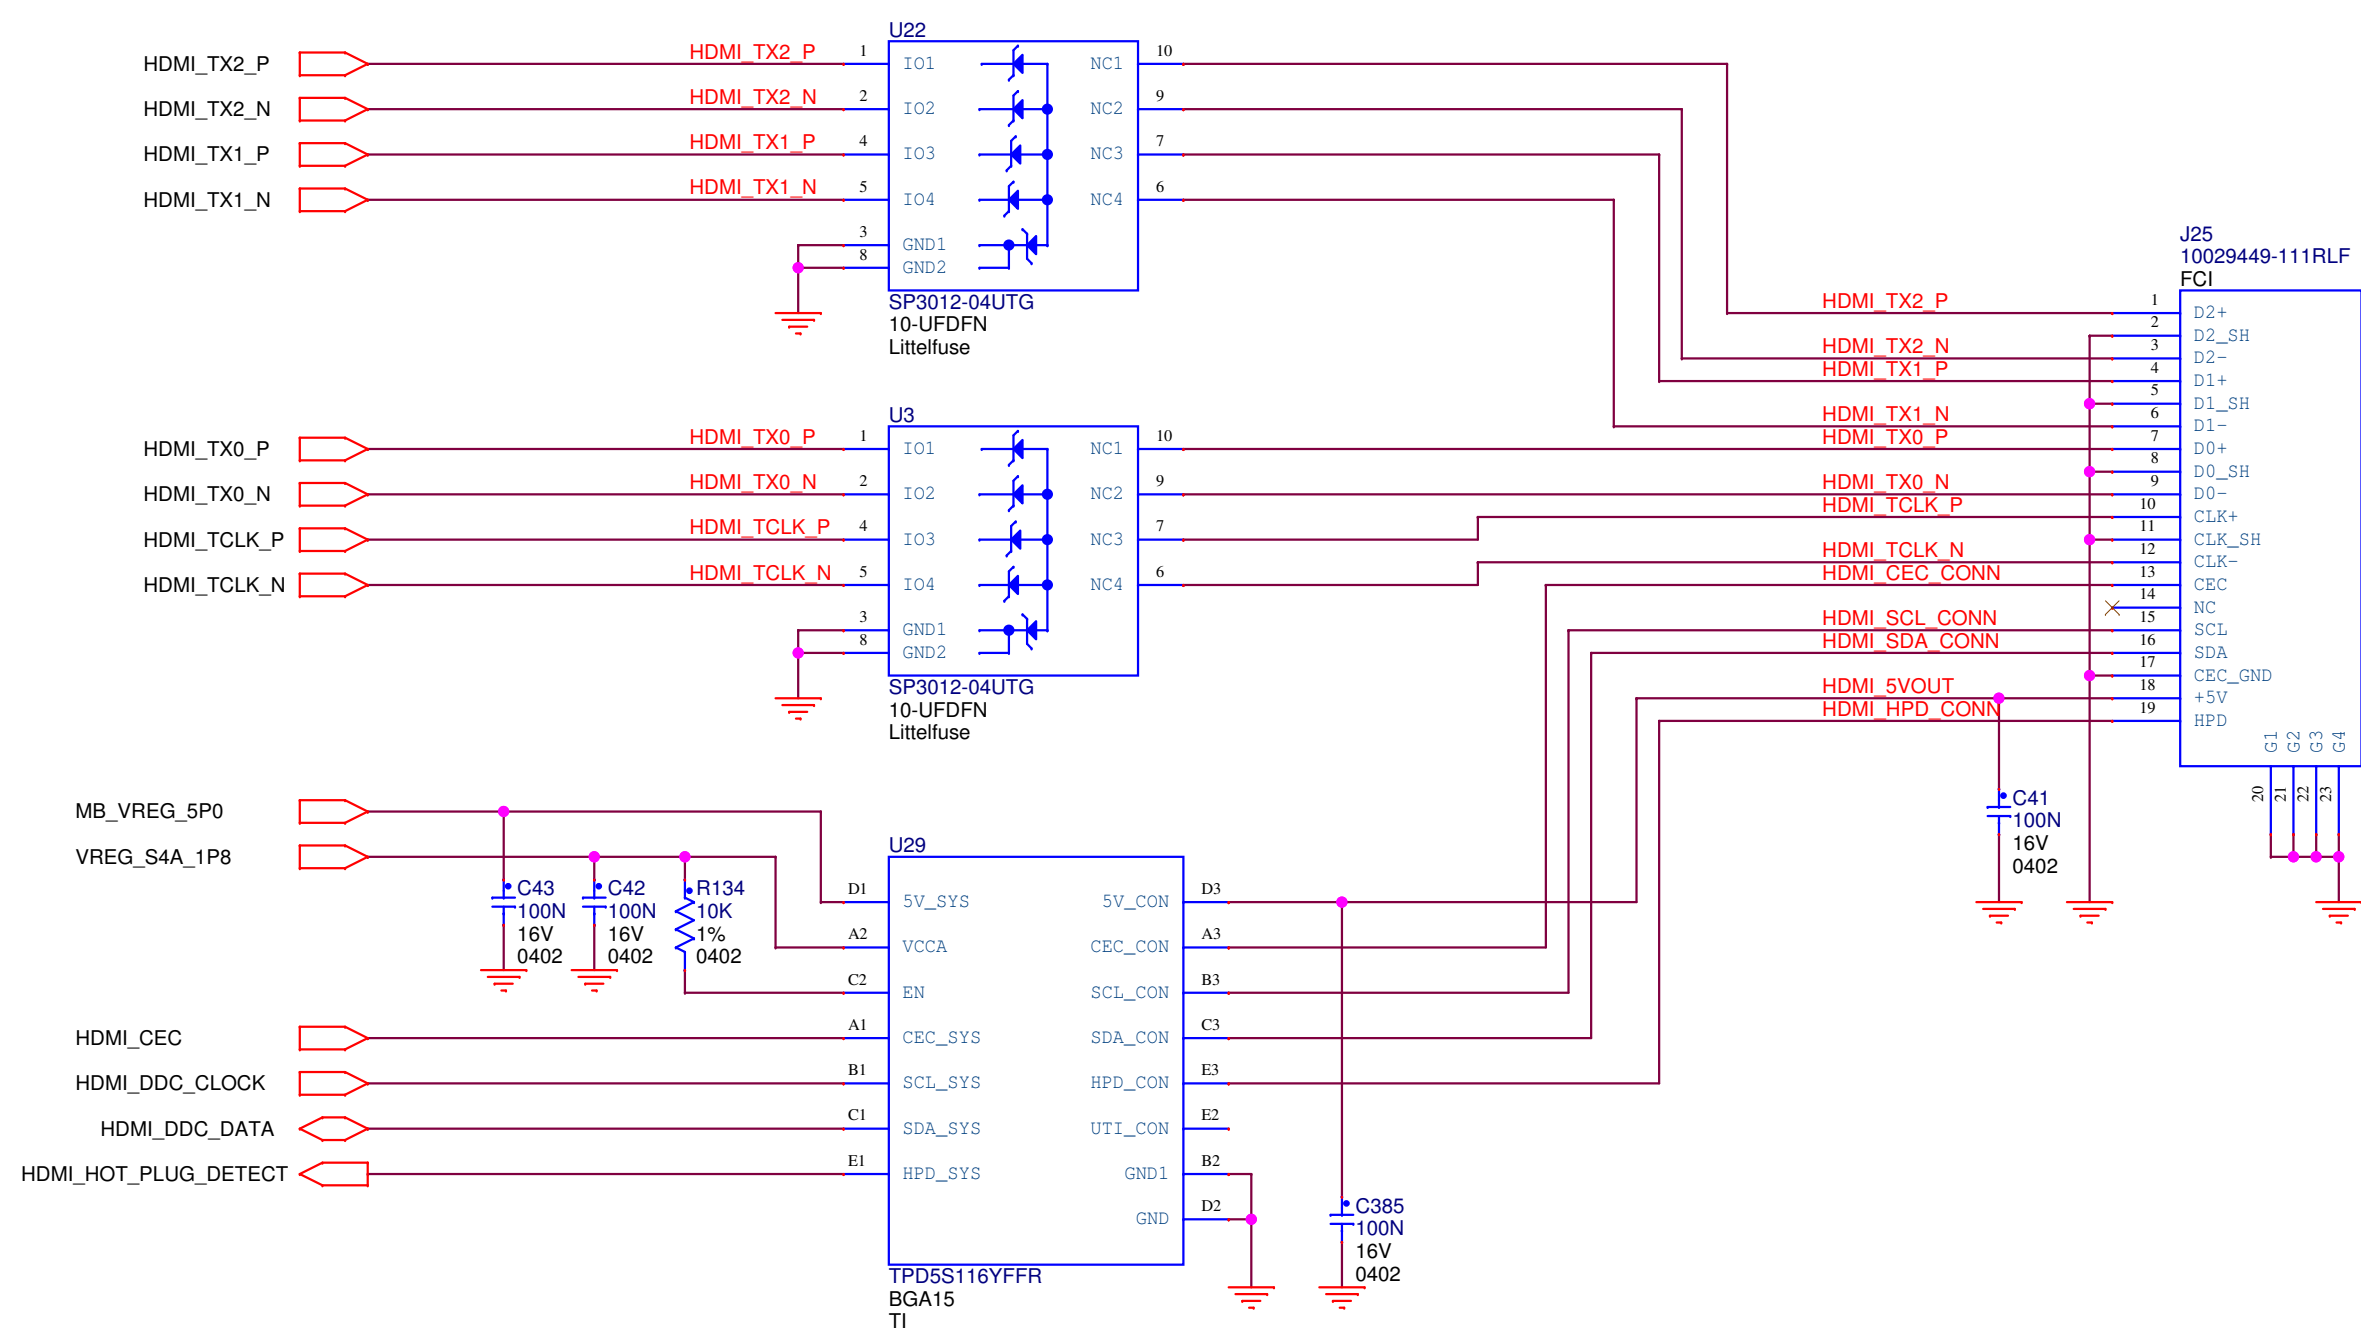 U22
HDMI_TX2_P HDMI_TX2_P 1 IO1 NC1 10
HDMI_TX2_N HDMI_TX2_N 2 IO2 NC2 9
HDMI_TX1_P HDMI_TX1_P 4 IO3 NC3 7
HDMI_TX1_N HDMI_TX1_N 5 IO4 NC4 6
3 GND1
8 GND2
SP3012-04UTG
10-UFDFN
Littelfuse
U3
HDMI_TX0_P HDMI_TX0_P 1 IO1 NC1 10
HDMI_TX0_N HDMI_TX0_N 2 IO2 NC2 9
HDMI_TCLK_P HDMI_TCLK_P 4 IO3 NC3 7
HDMI_TCLK_N HDMI_TCLK_N 5 IO4 NC4 6
3 GND1
8 GND2
SP3012-04UTG
10-UFDFN
Littelfuse
J25
10029449-111RLF
FCI
HDMI_TX2_P 1 D2+
2 D2_SH
HDMI_TX2_N 3 D2-
HDMI_TX1_P 4 D1+
5 D1_SH
HDMI_TX1_N 6 D1-
HDMI_TX0_P 7 D0+
8 D0_SH
HDMI_TX0_N 9 D0-
HDMI_TCLK_P 10 CLK+
11 CLK_SH
HDMI_TCLK_N 12 CLK-
HDMI_CEC_CONN 13 CEC
14 NC
HDMI_SCL_CONN 15 SCL
HDMI_SDA_CONN 16 SDA
17 CEC_GND
HDMI_5VOUT 18 +5V
HDMI_HPD_CONN 19 HPD
G1 G2 G3 G4
20 21 22 23
C41
100N
16V
0402
MB_VREG_5P0
VREG_S4A_1P8
C43
100N
16V
0402
C42
100N
16V
0402
R134
10K
1%
0402
U29
D1 5V_SYS 5V_CON D3
A2 VCCA CEC_CON A3
C2 EN SCL_CON B3
HDMI_CEC A1 CEC_SYS SDA_CON C3
HDMI_DDC_CLOCK B1 SCL_SYS HPD_CON E3
HDMI_DDC_DATA C1 SDA_SYS UTI_CON E2
HDMI_HOT_PLUG_DETECT E1 HPD_SYS GND1 B2
GND D2
TPD5S116YFFR
BGA15
TI
C385
100N
16V
0402